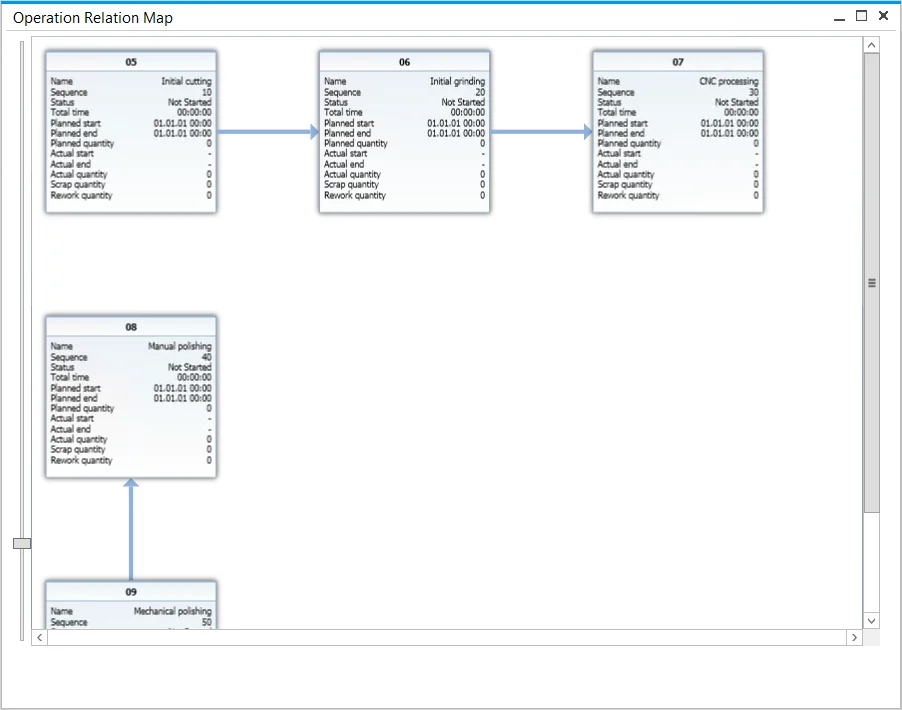 Operation Relation Map
05
Name Initial cutting
Sequence 10
Status Not Started
Total time 00:00:00
Planned start 01.01.01 00:00
Planned end 01.01.01 00:00
Planned quantity 0
Actual start -
Actual end -
Actual quantity 0
Scrap quantity 0
Rework quantity 0
06
Name Initial grinding
Sequence 20
Status Not Started
Total time 00:00:00
Planned start 01.01.01 00:00
Planned end 01.01.01 00:00
Planned quantity 0
Actual start -
Actual end -
Actual quantity 0
Scrap quantity 0
Rework quantity 0
07
Name CNC processing
Sequence 30
Status Not Started
Total time 00:00:00
Planned start 01.01.01 00:00
Planned end 01.01.01 00:00
Planned quantity 0
Actual start -
Actual end -
Actual quantity 0
Scrap quantity 0
Rework quantity 0
08
Name Manual polishing
Sequence 40
Status Not Started
Total time 00:00:00
Planned start 01.01.01 00:00
Planned end 01.01.01 00:00
Planned quantity 0
Actual start -
Actual end -
Actual quantity 0
Scrap quantity 0
Rework quantity 0
09
Name Mechanical polishing
Sequence 50